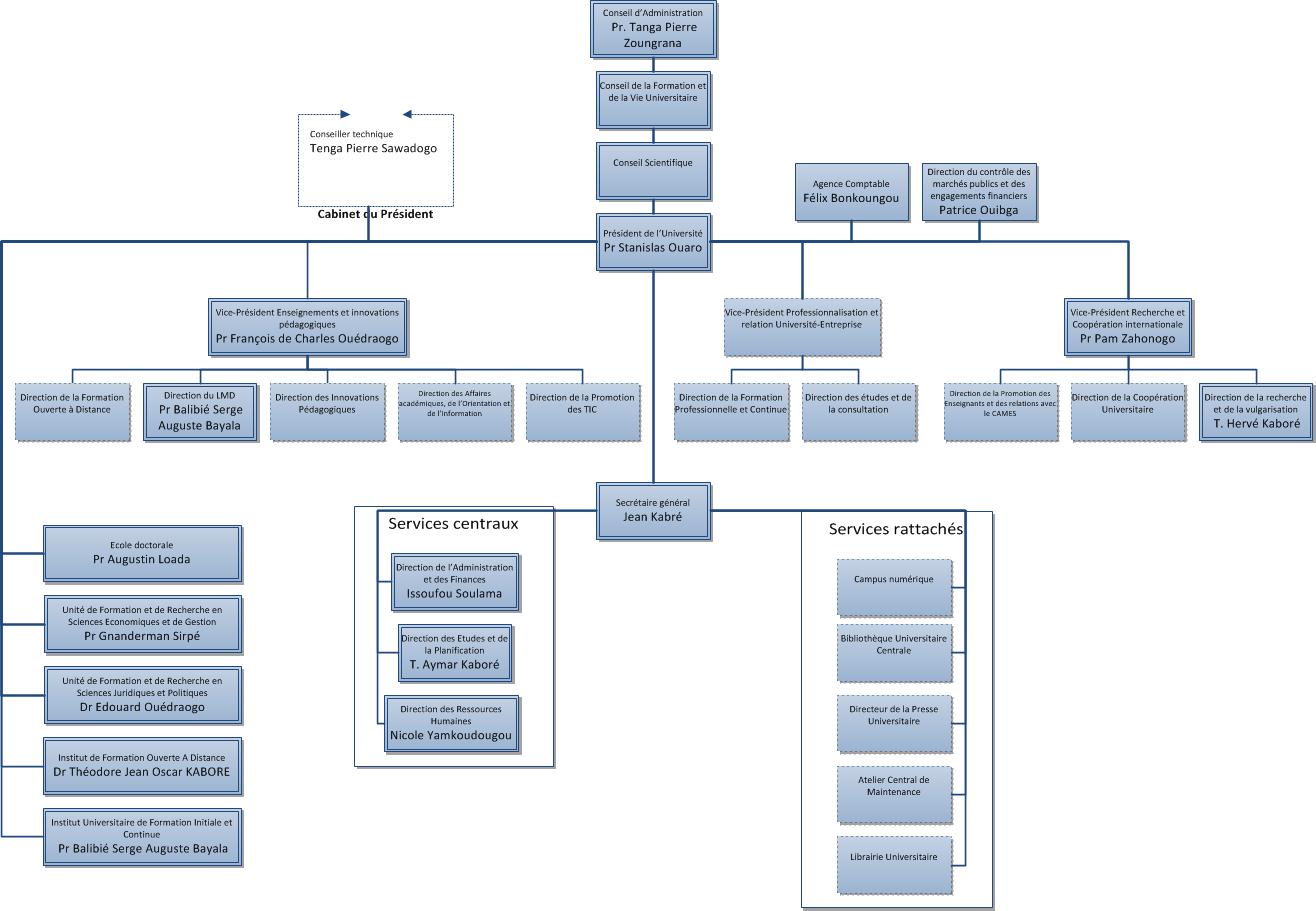 Conseil d’Administration
Pr. Tanga Pierre
Zoungrana
Conseil de la Formation et
de la Vie Universitaire
Conseiller technique
Tenga Pierre Sawadogo
Cabinet du Président
Conseil Scientifique
Agence Comptable
Félix Bonkoungou
Direction du contrôle des
marchés publics et des
engagements financiers
Patrice Ouibga
Président de l’Université
Pr Stanislas Ouaro
Vice-Président Enseignements et innovations
pédagogiques
Pr François de Charles Ouédraogo
Vice-Président Professionnalisation et
relation Université-Entreprise
Vice-Président Recherche et
Coopération internationale
Pr Pam Zahonogo
Direction de la Formation
Ouverte à Distance
Direction du LMD
Pr Balibié Serge
Auguste Bayala
Direction des Innovations
Pédagogiques
Direction des Affaires
académiques, de l’Orientation et
de l’Information
Direction de la Promotion
des TIC
Direction de la Formation
Professionnelle et Continue
Direction des études et de
la consultation
Direction de la Promotion des
Enseignants et des relations avec
le CAMES
Direction de la Coopération
Universitaire
Direction de la recherche
et de la vulgarisation
T. Hervé Kaboré
Secrétaire général
Jean Kabré
Ecole doctorale
Pr Augustin Loada
Unité de Formation et de Recherche en
Sciences Economiques et de Gestion
Pr Gnanderman Sirpé
Unité de Formation et de Recherche en
Sciences Juridiques et Politiques
Dr Edouard Ouédraogo
Institut de Formation Ouverte A Distance
Dr Théodore Jean Oscar KABORE
Institut Universitaire de Formation Initiale et
Continue
Pr Balibié Serge Auguste Bayala
Services centraux
Direction de l’Administration
et des Finances
Issoufou Soulama
Direction des Etudes et de
la Planification
T. Aymar Kaboré
Direction des Ressources
Humaines
Nicole Yamkoudougou
Services rattachés
Campus numérique
Bibliothèque Universitaire
Centrale
Directeur de la Presse
Universitaire
Atelier Central de
Maintenance
Librairie Universitaire